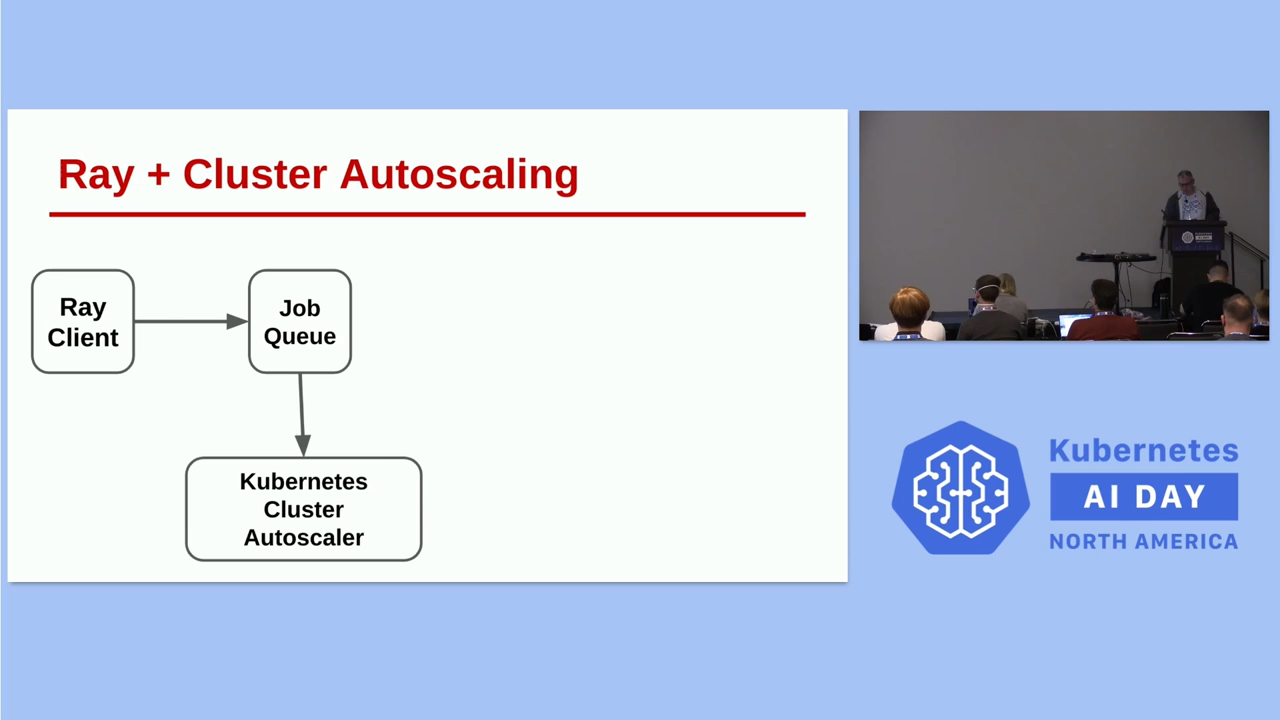 Ray + Cluster Autoscaling
Ray
Client
Job
Queue
Kubernetes
Cluster
Autoscaler
Kubernetes
AI DAY
NORTH AMERICA